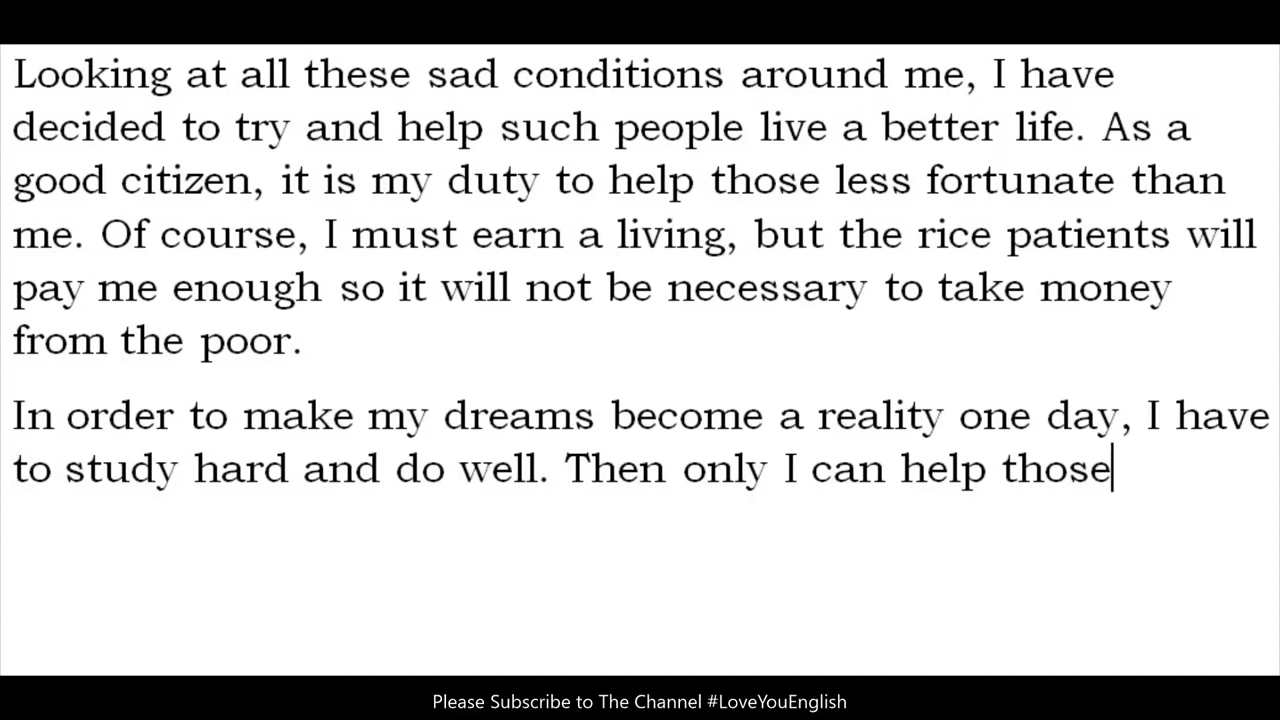 Looking at all these sad conditions around me, I have
decided to try and help such people live a better life. As a
good citizen, it is my duty to help those less fortunate than
me. Of course, I must earn a living, but the rice patients will
pay me enough so it will not be necessary to take money
from the poor.
In order to make my dreams become a reality one day, I have
to study hard and do well. Then only I can help those
Please Subscribe to The Channel #LoveYouEnglish